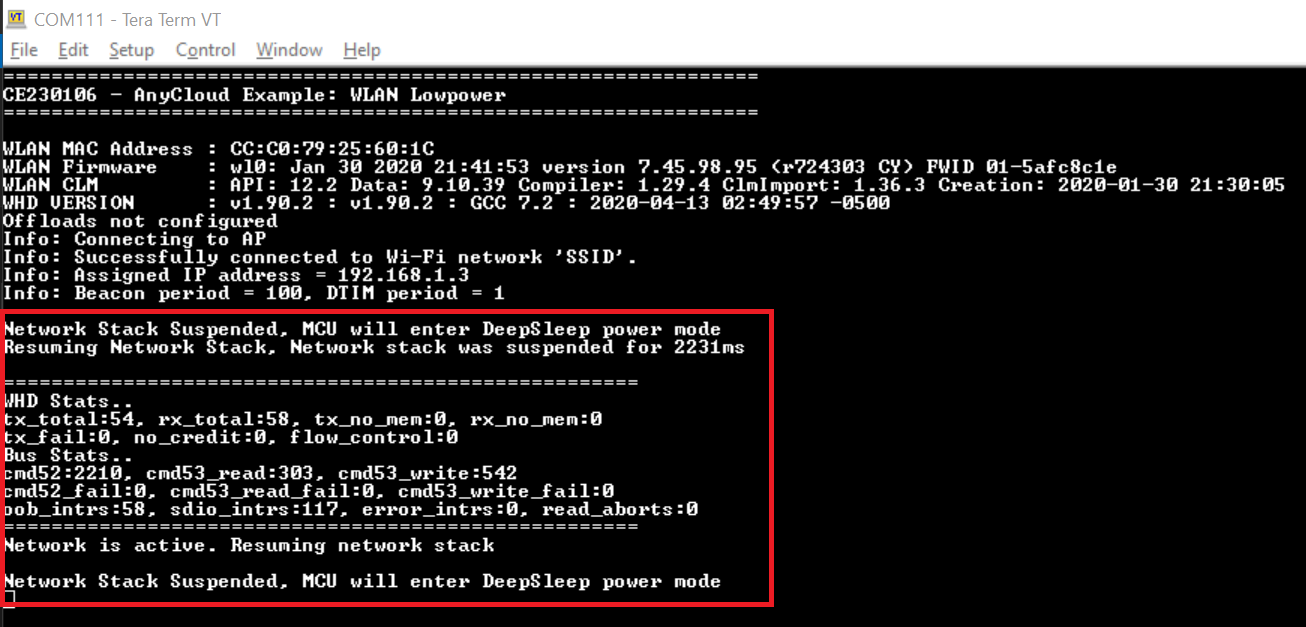 COM111 - Tera Term VT
File Edit Setup Control Window Help
===============================================================
CE230106 - AnyCloud Example: WLAN Lowpower
===============================================================
WLAN MAC Address : CC:C0:79:25:60:1C
WLAN Firmware : wl0: Jan 30 2020 21:41:53 version 7.45.98.95 (r724303 CY) FWID 01-5afc8c1e
WLAN CLM : API: 12.2 Data: 9.10.39 Compiler: 1.29.4 ClmImport: 1.36.3 Creation: 2020-01-30 21:30:05
WHD VERSION : v1.90.2 : v1.90.2 : GCC 7.2 : 2020-04-13 02:49:57 -0500
Offloads not configured
Info: Connecting to AP
Info: Successfully connected to Wi-Fi network 'SSID'.
Info: Assigned IP address = 192.168.1.3
Info: Beacon period = 100, DTIM period = 1
Network Stack Suspended, MCU will enter DeepSleep power mode
Resuming Network Stack, Network stack was suspended for 2231ms
=====================================================
WHD Stats..
tx_total:54, rx_total:58, tx_no_mem:0, rx_no_mem:0
tx_fail:0, no_credit:0, flow_control:0
Bus Stats..
cmd52:2210, cmd53_read:303, cmd53_write:542
cmd52_fail:0, cmd53_read_fail:0, cmd53_write_fail:0
oob_intrs:58, sdio_intrs:117, error_intrs:0, read_aborts:0
=====================================================
Network is active. Resuming network stack
Network Stack Suspended, MCU will enter DeepSleep power mode